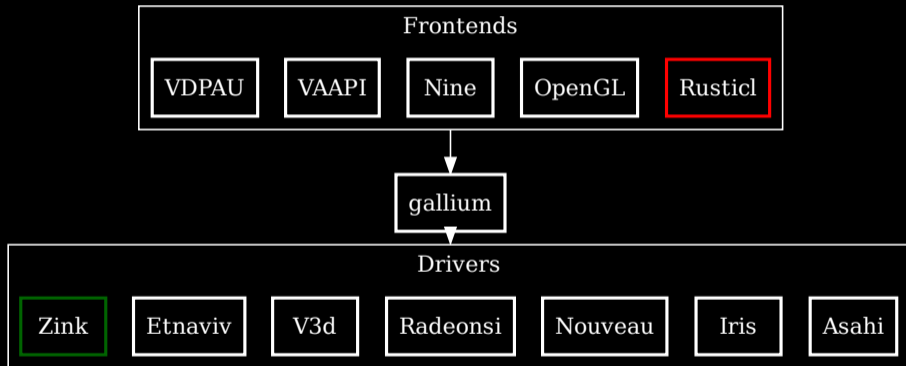 Frontends
VDPAU VAAPI Nine OpenGL Rusticl
gallium
Drivers
Zink Etnaviv V3d Radeonsi Nouveau Iris Asahi